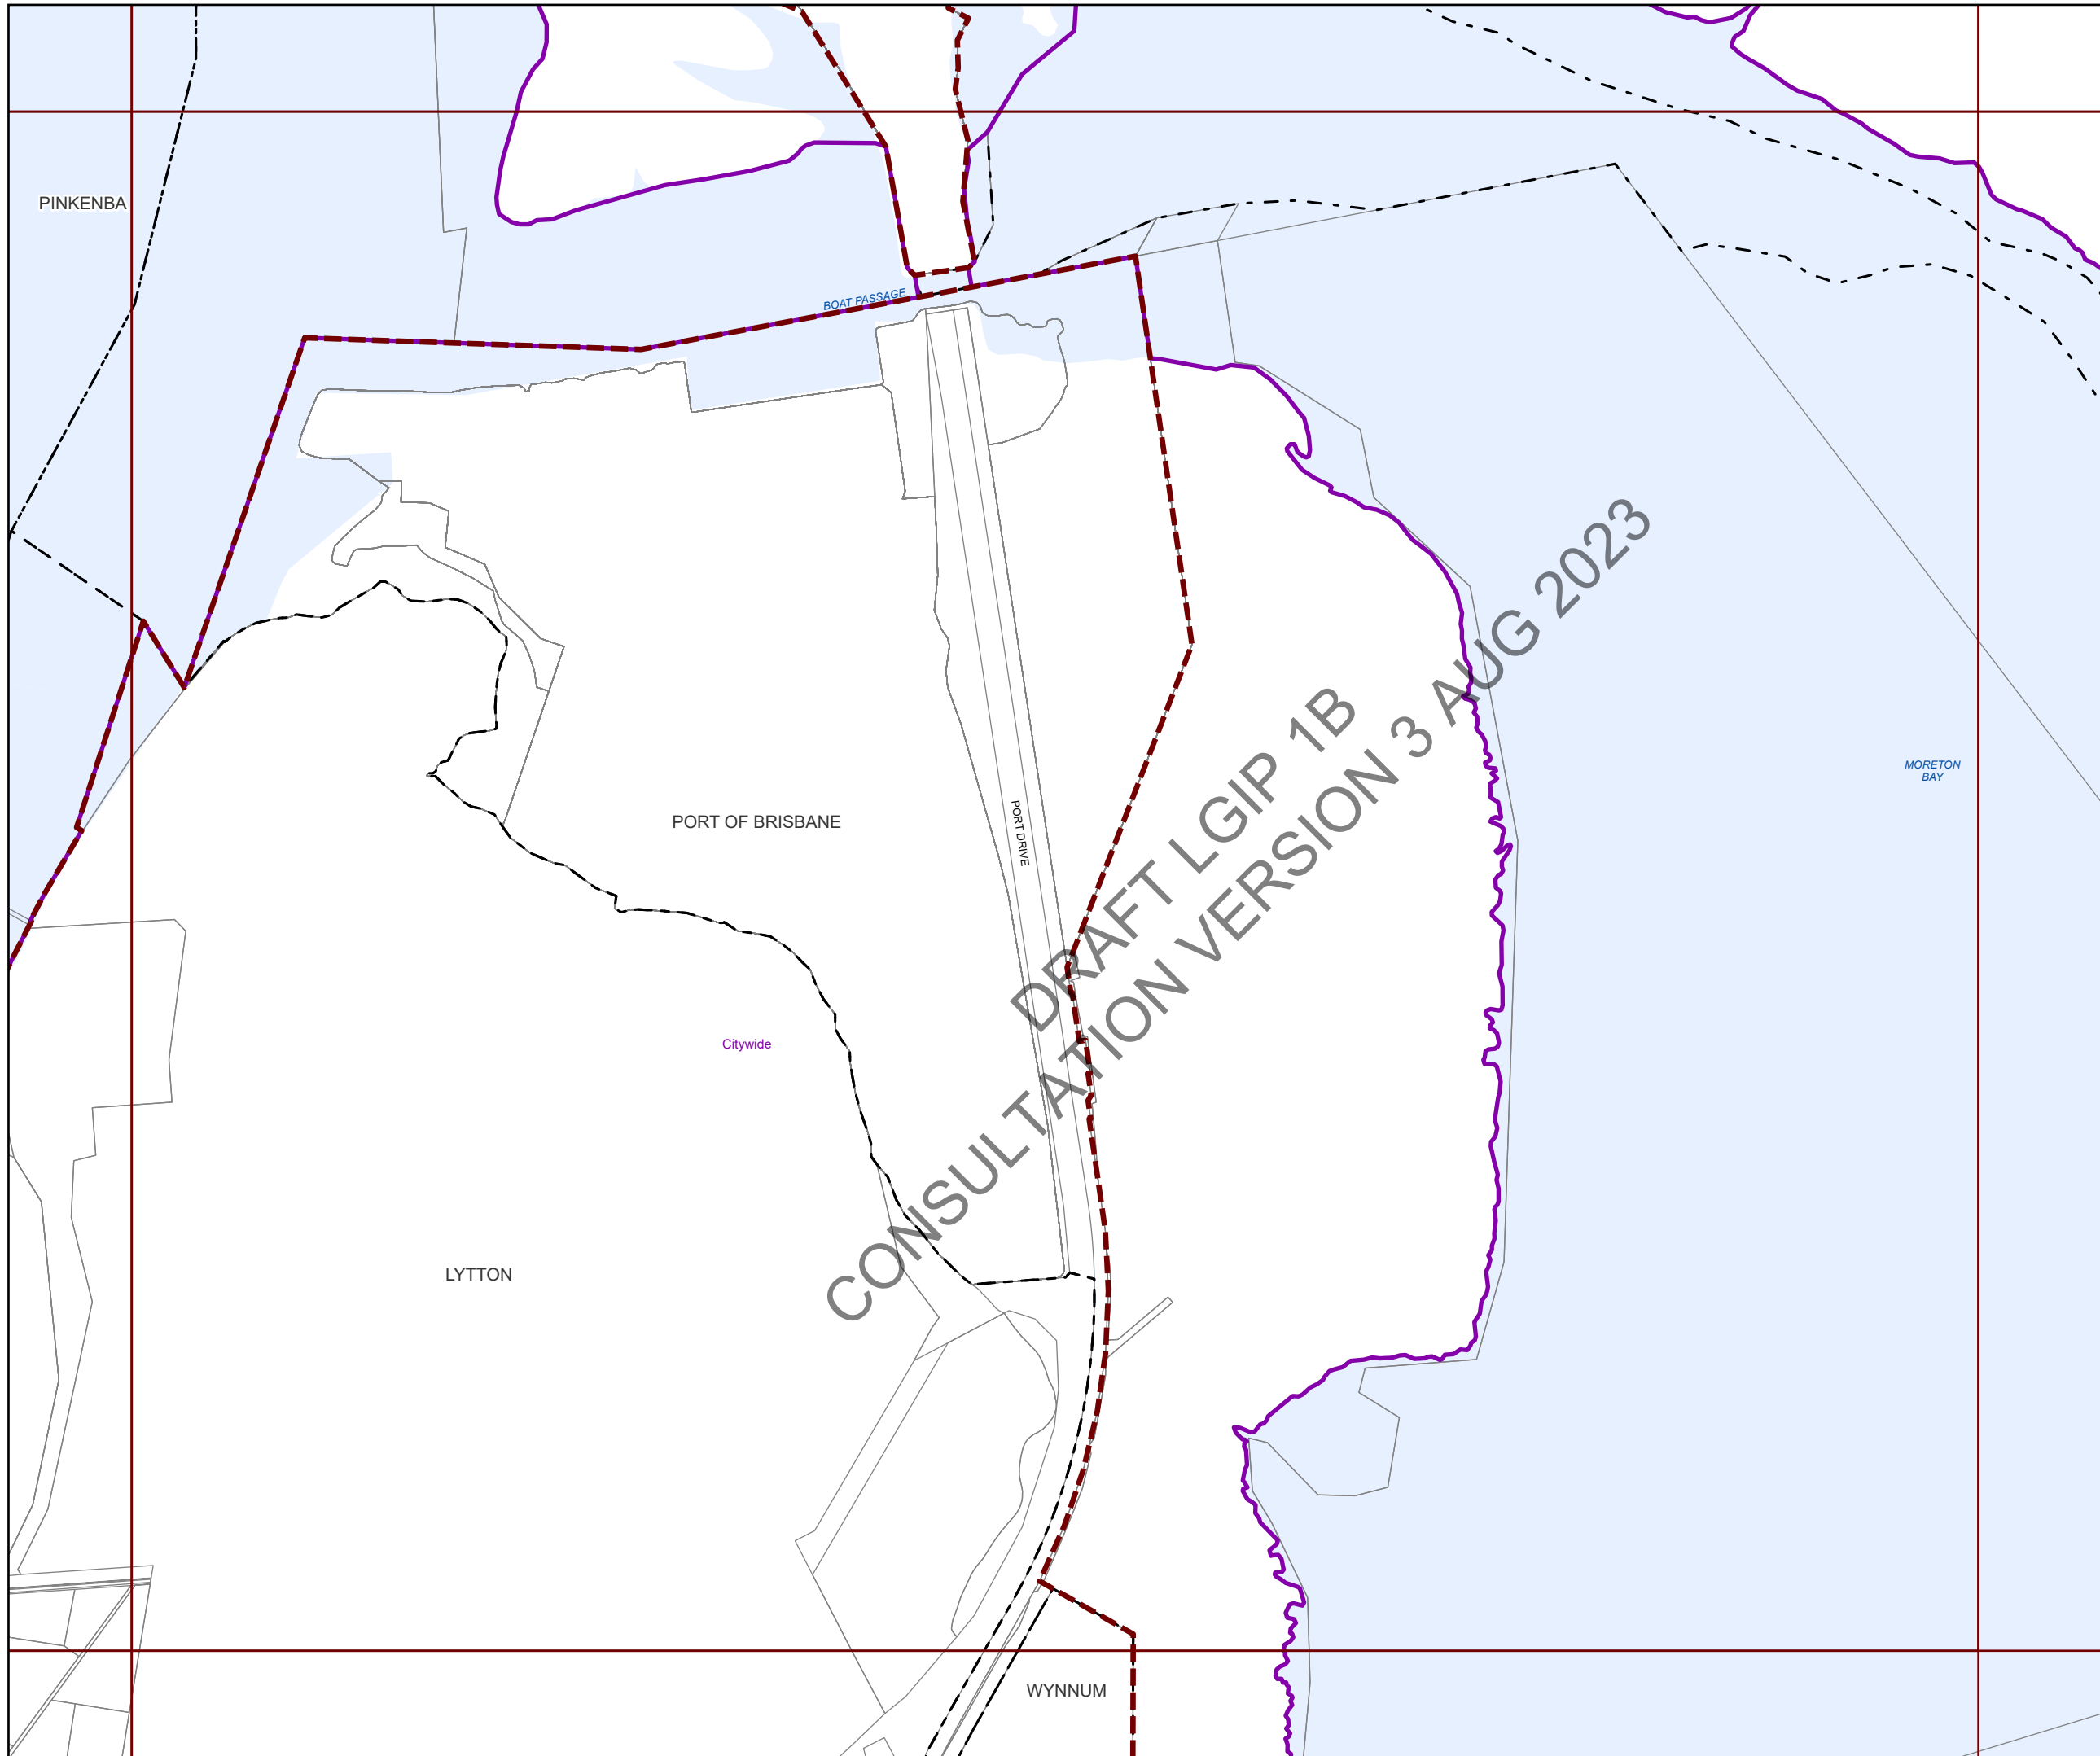 PINKENBA
BOAT PASSAGE
MORETON
BAY
PORT OF BRISBANE
PORT DRIVE
DRAFT LGIP 1B
CONSULTATION VERSION 3 AUG 2023
Citywide
LYTTON
WYNNUM